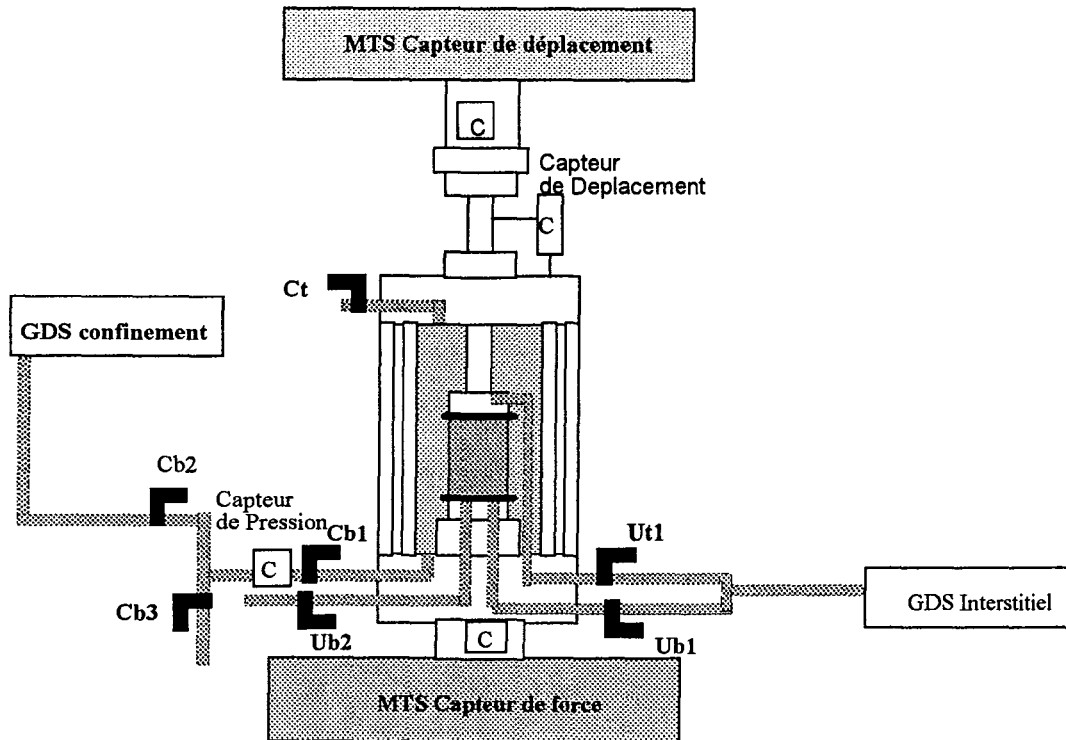 MTS Capteur de déplacement
C
Capteur
de Deplacement
C
Ct
GDS confinement
Cb2
Capteur
de Pression
Cb1
C
Cb3
Ub2
Ut1
GDS Interstitiel
Ub1
C
MTS Capteur de force